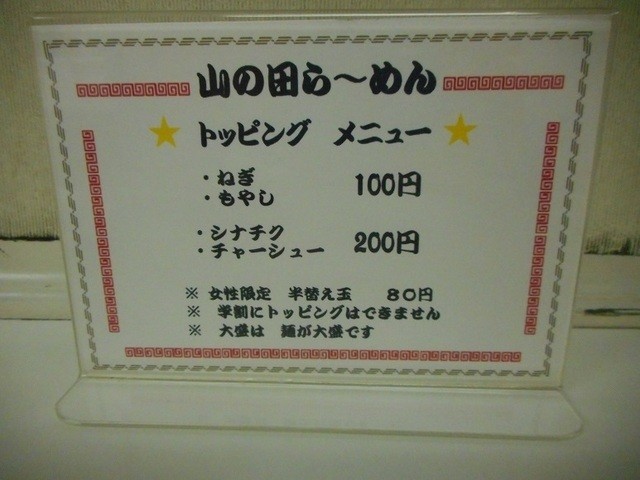 山の田ら～めん
★ トッピング メニュー ★
・ねぎ
・もやし 100円
・シナチク
・チャーシュー 200円
※ 女性限定 半替え玉 80円
※ 学割にトッピングはできません
※ 大盛は 麺が大盛です